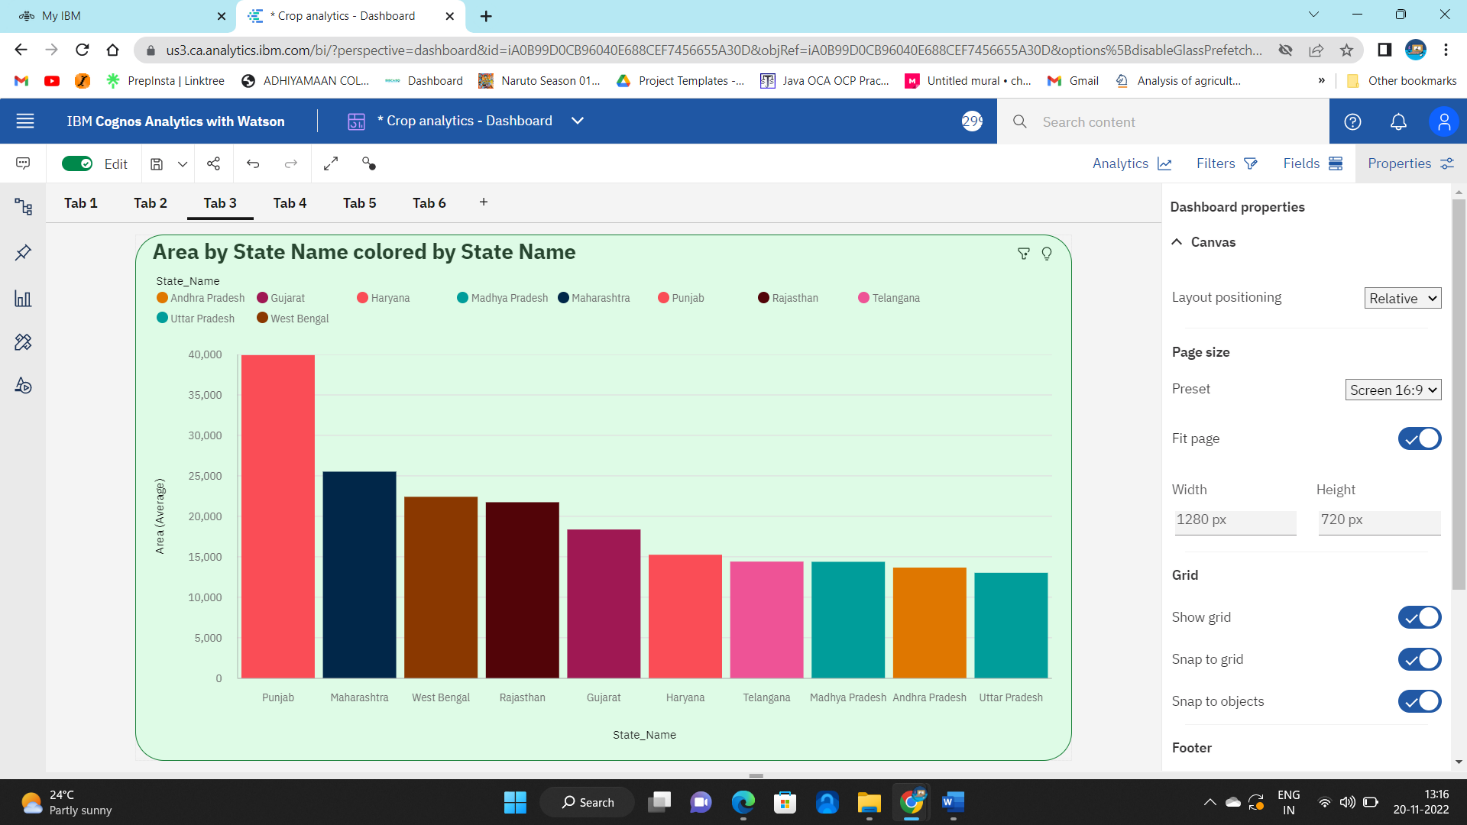 My IBM
* Crop analytics - Dashboard
us3.ca.analytics.ibm.com/bi/?perspective=dashboard&id=iA0B99D0CB96040E688CEF7456655A30D&objRef=iA0B99D0CB96040E688CEF7456655A30D&options%5BdisableGlassPrefetch...
PrepInsta | Linktree
ADHIYAMAAN COL...
Dashboard
Naruto Season 01...
Project Templates -...
Java OCA OCP Prac...
Untitled mural • ch...
Gmail
Analysis of agricult...
»
Other bookmarks
IBM Cognos Analytics with Watson
* Crop analytics - Dashboard
Search content
Edit
Analytics
Filters
Fields
Properties
Tab 1
Tab 2
Tab 3
Tab 4
Tab 5
Tab 6
+
Dashboard properties
Canvas
Layout positioning
Relative
Page size
Preset
Screen 16:9
Fit page
Width
Height
1280 px
720 px
Grid
Show grid
Snap to grid
Snap to objects
Footer
Area by State Name colored by State Name
State_Name
Andhra Pradesh
Gujarat
Haryana
Madhya Pradesh
Maharashtra
Punjab
Rajasthan
Telangana
Uttar Pradesh
West Bengal
40,000
35,000
30,000
25,000
20,000
15,000
10,000
5,000
0
Area (Average)
Punjab
Maharashtra
West Bengal
Rajasthan
Gujarat
Haryana
Telangana
Madhya Pradesh
Andhra Pradesh
Uttar Pradesh
State_Name
24°C
Partly sunny
Search
ENG
IN
13:16
20-11-2022